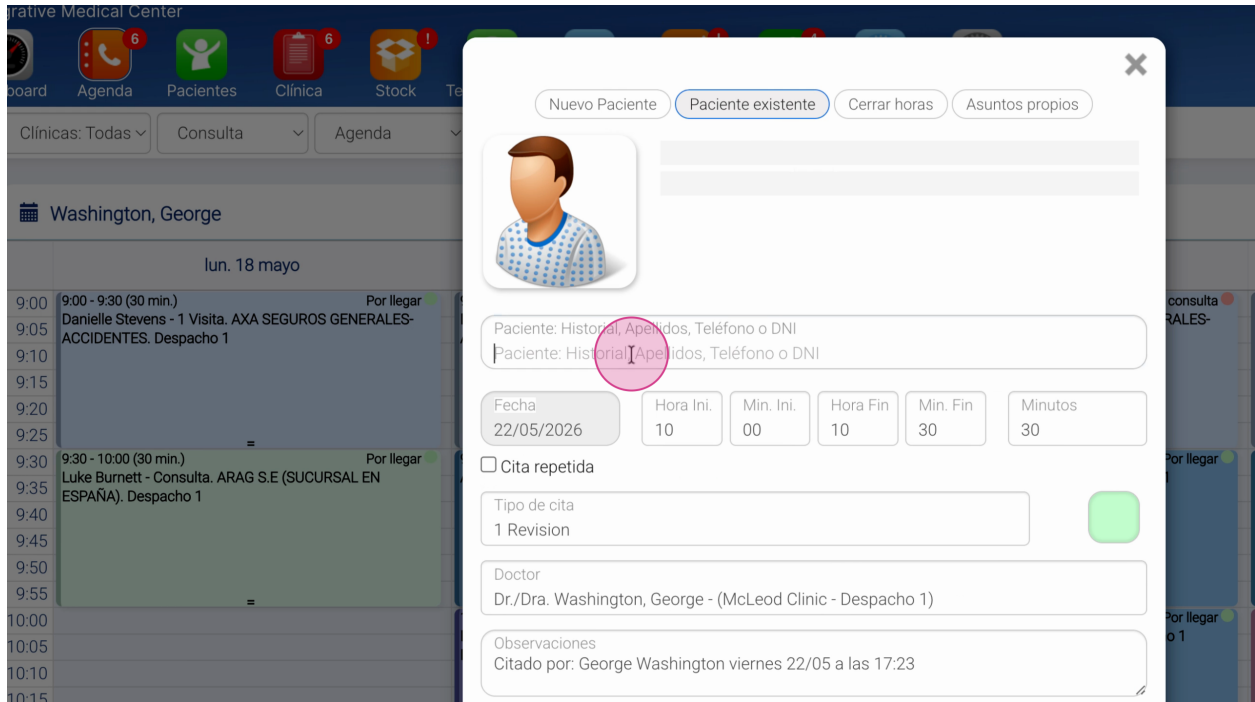 grative Medical Center
6
6
!
!
4
board
Agenda
Pacientes
Clínica
Stock
Te
Clínicas: Todas
Consulta
Agenda
Washington, George
lun. 18 mayo
9:00
9:05
9:10
9:15
9:20
9:25
9:30
9:35
9:40
9:45
9:50
9:55
10:00
10:05
10:10
10:15
9:00 - 9:30 (30 min.) Por llegar
Danielle Stevens - 1 Visita. AXA SEGUROS GENERALES-
ACCIDENTES. Despacho 1
=
9:30 - 10:00 (30 min.) Por llegar
Luke Burnett - Consulta. ARAG S.E (SUCURSAL EN
ESPAÑA). Despacho 1
=
Nuevo Paciente
Paciente existente
Cerrar horas
Asuntos propios
Paciente: Historial, Apellidos, Teléfono o DNI
Paciente: Historial, Apellidos, Teléfono o DNI
Fecha
22/05/2026
Hora Ini.
10
Min. Ini.
00
Hora Fin
10
Min. Fin
30
Minutos
30
Cita repetida
Tipo de cita
1 Revision
Doctor
Dr./Dra. Washington, George - (McLeod Clinic - Despacho 1)
Observaciones
Citado por: George Washington viernes 22/05 a las 17:23
consulta
RALES-
Por llegar
1
Por llegar
o 1